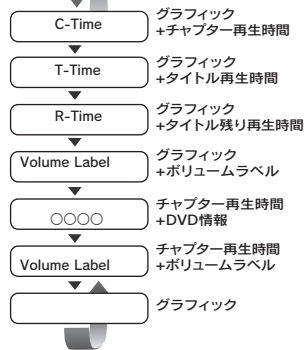 C-Time
グラフィック
+チャプター再生時間
T-Time
グラフィック
+タイトル再生時間
R-Time
グラフィック
+タイトル残り再生時間
Volume Label
グラフィック
+ボリュームラベル
○○○○
チャプター再生時間
+DVD情報
Volume Label
チャプター再生時間
+ボリュームラベル
グラフィック